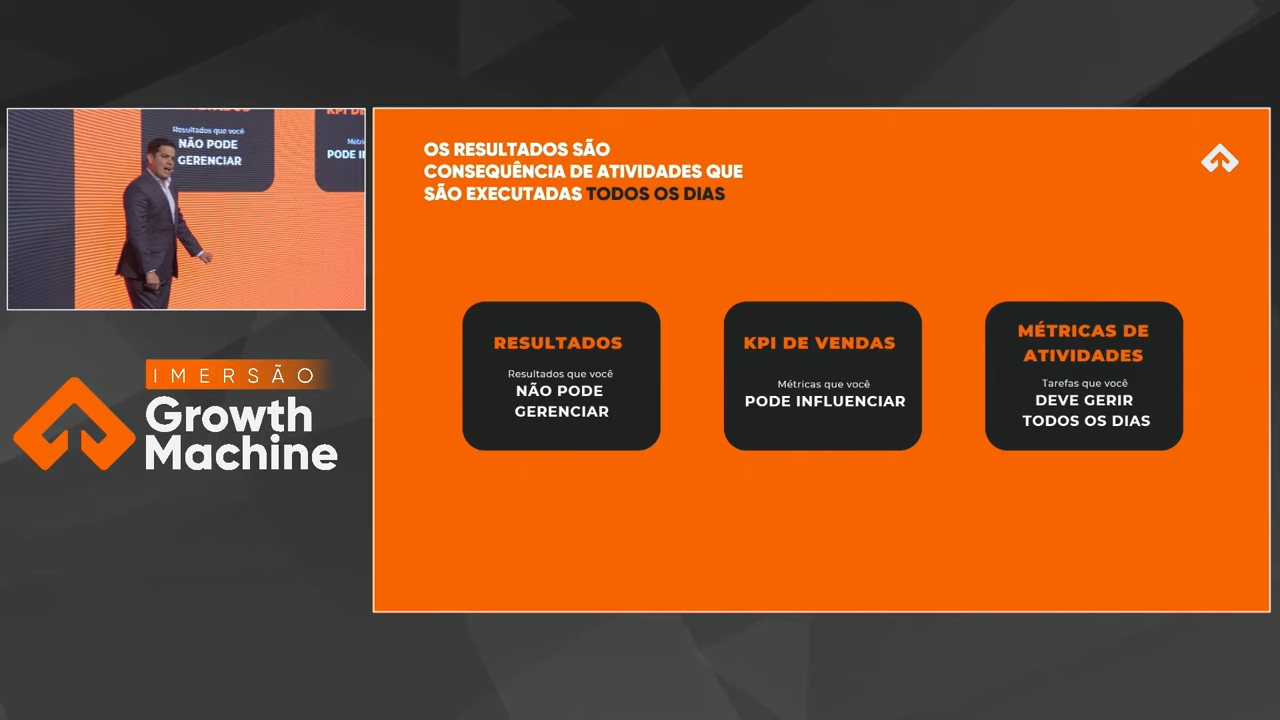 KPI DE
Resultados que você
NÃO PODE
GERENCIAR
PODE
IMERSÃO
Growth
Machine
OS RESULTADOS SÃO
CONSEQUÊNCIA DE ATIVIDADES QUE
SÃO EXECUTADAS TODOS OS DIAS
RESULTADOS
Resultados que você
NÃO PODE
GERENCIAR
KPI DE VENDAS
Métricas que você
PODE INFLUENCIAR
MÉTRICAS DE
ATIVIDADES
Tarefas que você
DEVE GERIR
TODOS OS DIAS